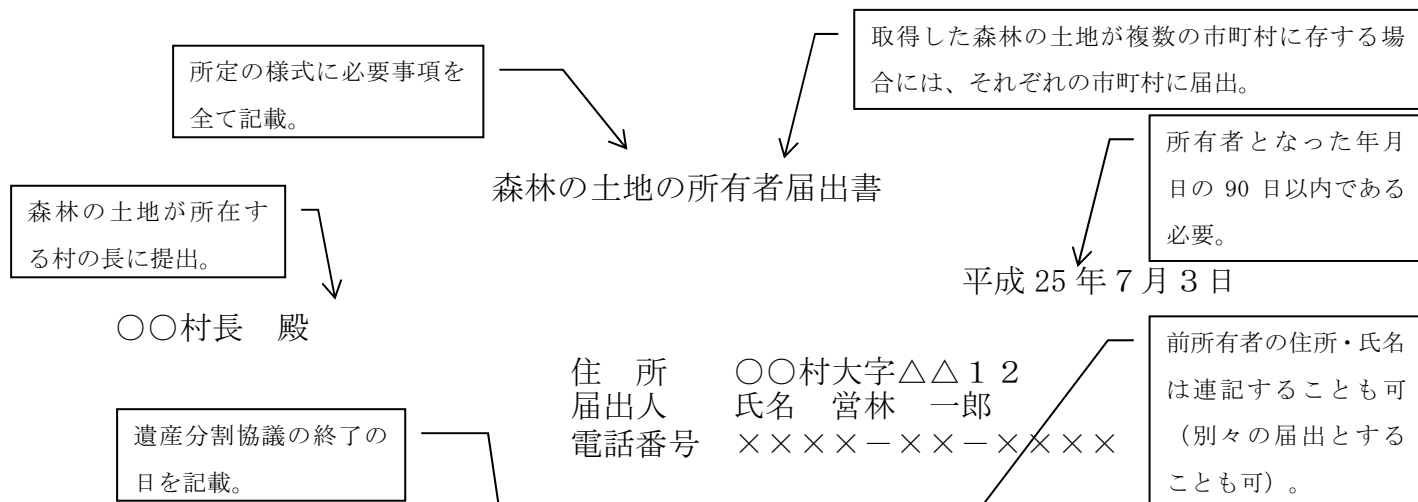 取得した森林の土地が複数の市町村に存する場
合には、それぞれの市町村に届出。
所定の様式に必要事項を
全て記載。
所有者となった年月
日の 90 日以内である
必要。
森林の土地の所有者届出書
森林の土地が所在す
る村の長に提出。
平成 25 年７月３日
○○村長　殿
前所有者の住所・氏名
は連記することも可
（別々の届出とする
ことも可）。
住　所　　○○村大字△△１２
届出人　　氏名　営林　一郎
電話番号　××××－××－××××
遺産分割協議の終了の
日を記載。